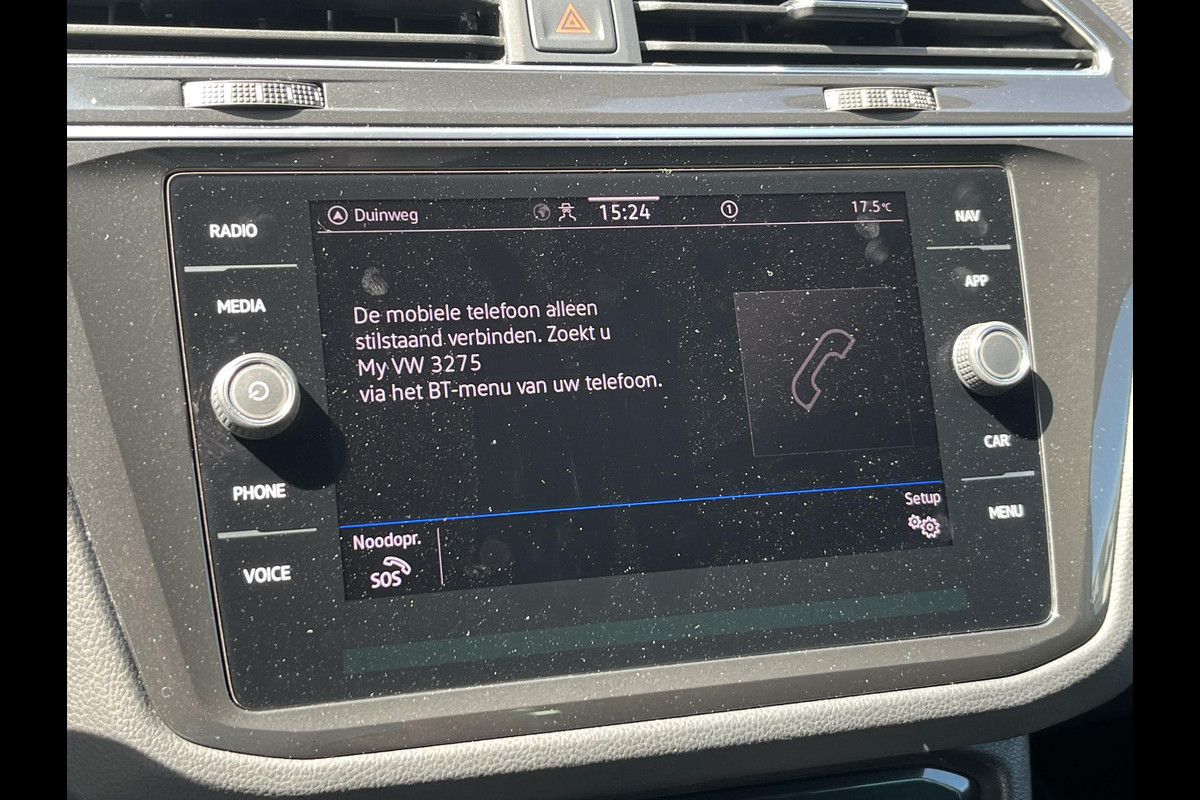 RADIO
MEDIA
PHONE
VOICE
Duinweg
15:24
1
17.5°C
De mobiele telefoon alleen
stilstaand verbinden. Zoekt u
My VW 3275
via het BT-menu van uw telefoon.
Setup
Noodopr.
SOS
NAV
APP
CAR
MENU